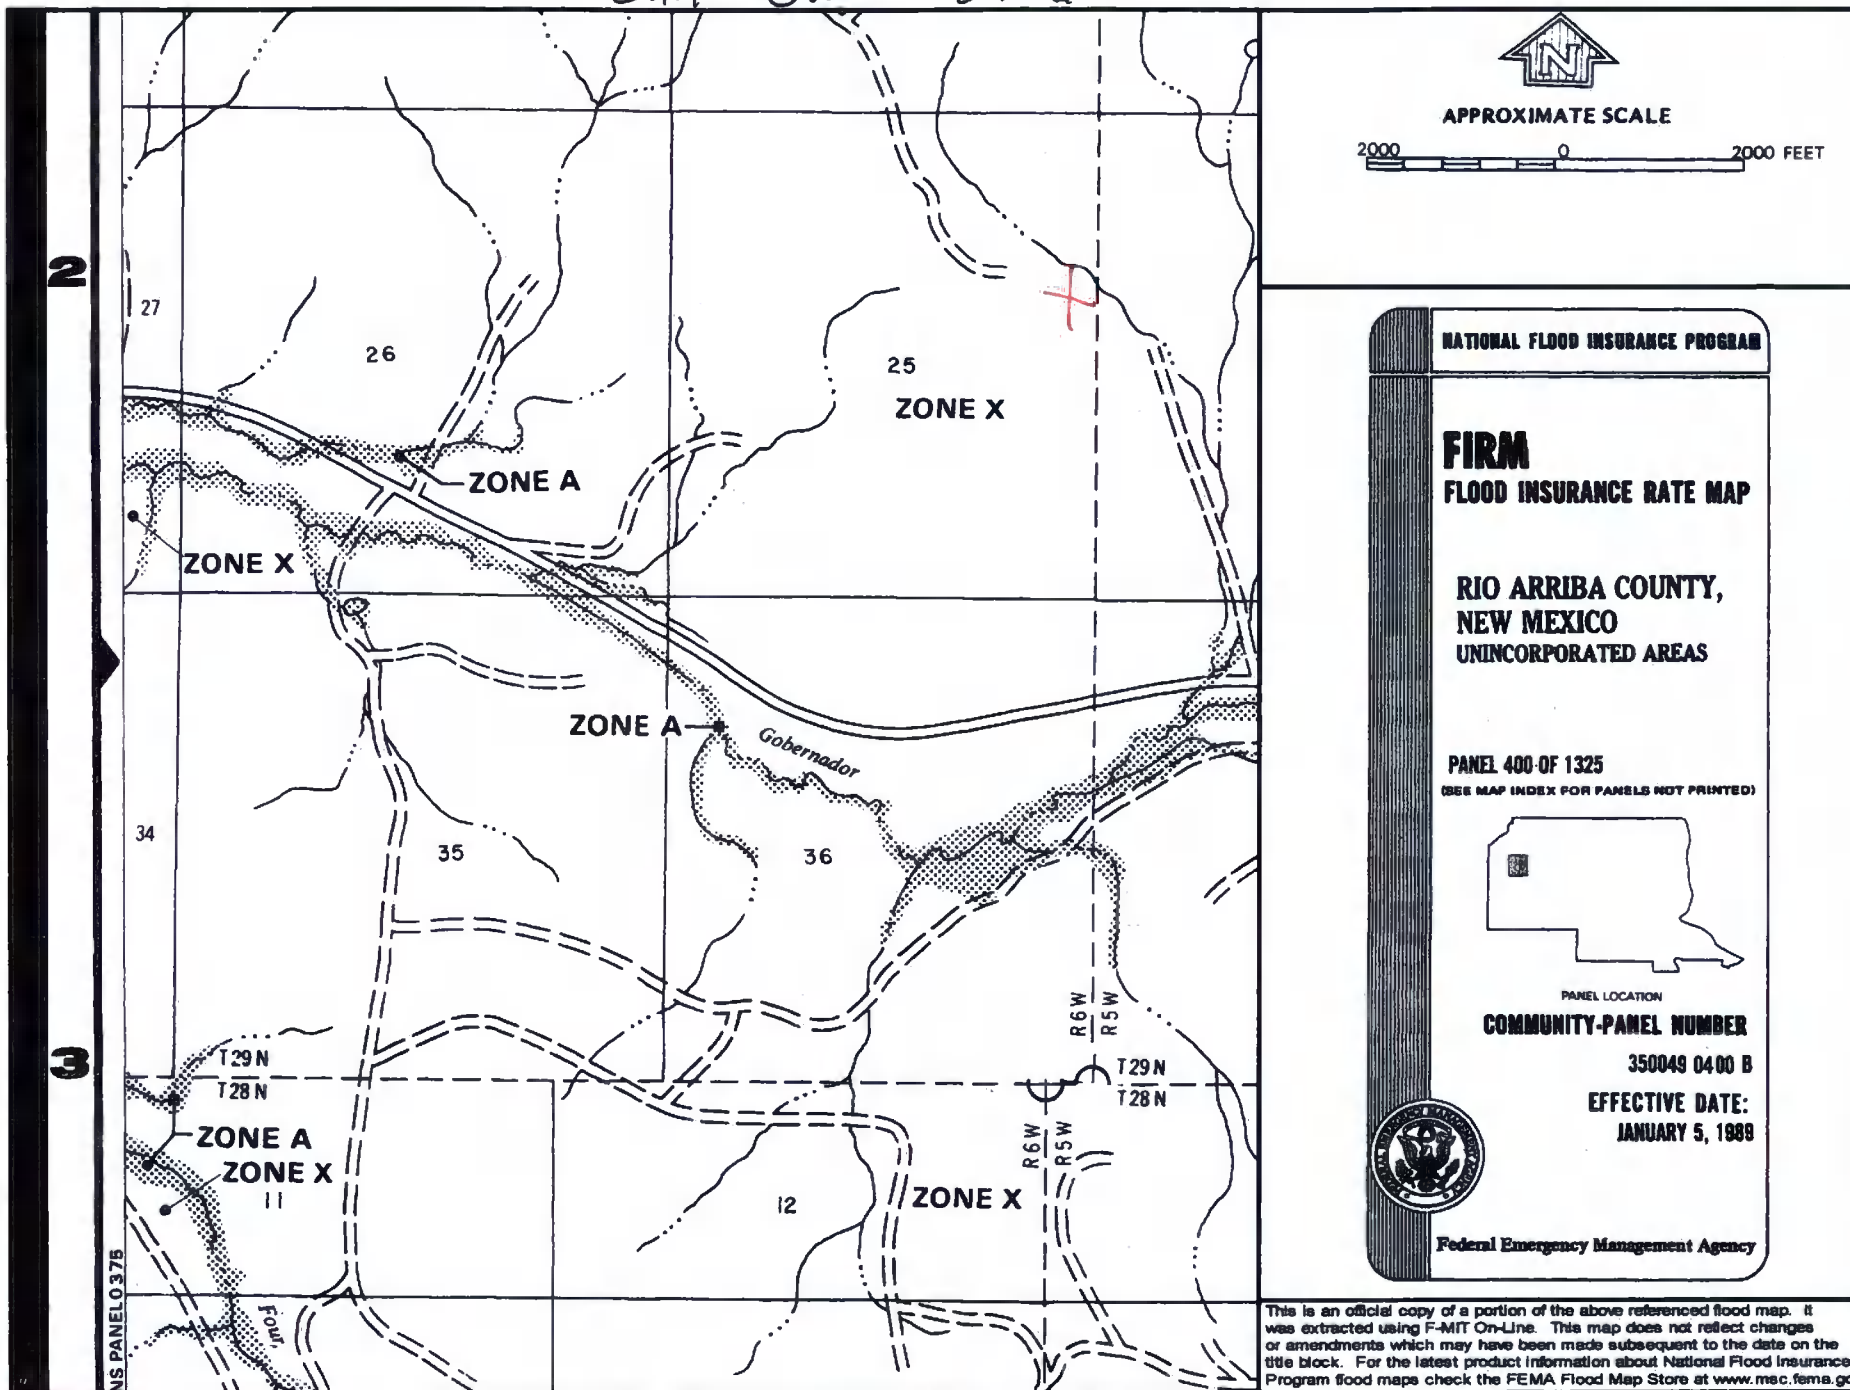 APPROXIMATE SCALE
2000 0 2000 FEET
2
27
26
25
ZONE X
ZONE A
ZONE X
ZONE A
Gobernador
34
35
36
R6W R5W
3
T29N
T28N
T29N
T28N
ZONE A
ZONE X
11
R6W R5W
12
ZONE X
NS PANEL 0375
Four
NATIONAL FLOOD INSURANCE PROGRAM
FIRM
FLOOD INSURANCE RATE MAP
RIO ARRIBA COUNTY,
NEW MEXICO
UNINCORPORATED AREAS
PANEL 400 OF 1325
(SEE MAP INDEX FOR PANELS NOT PRINTED)
PANEL LOCATION
COMMUNITY-PANEL NUMBER
350049 0400 B
EFFECTIVE DATE:
JANUARY 5, 1989
FEDERAL EMERGENCY MANAGEMENT AGENCY
Federal Emergency Management Agency
This is an official copy of a portion of the above referenced flood map. It
was extracted using F-MIT On-Line. This map does not reflect changes
or amendments which may have been made subsequent to the date on the
title block. For the latest product information about National Flood Insurance
Program flood maps check the FEMA Flood Map Store at www.msc.fema.go